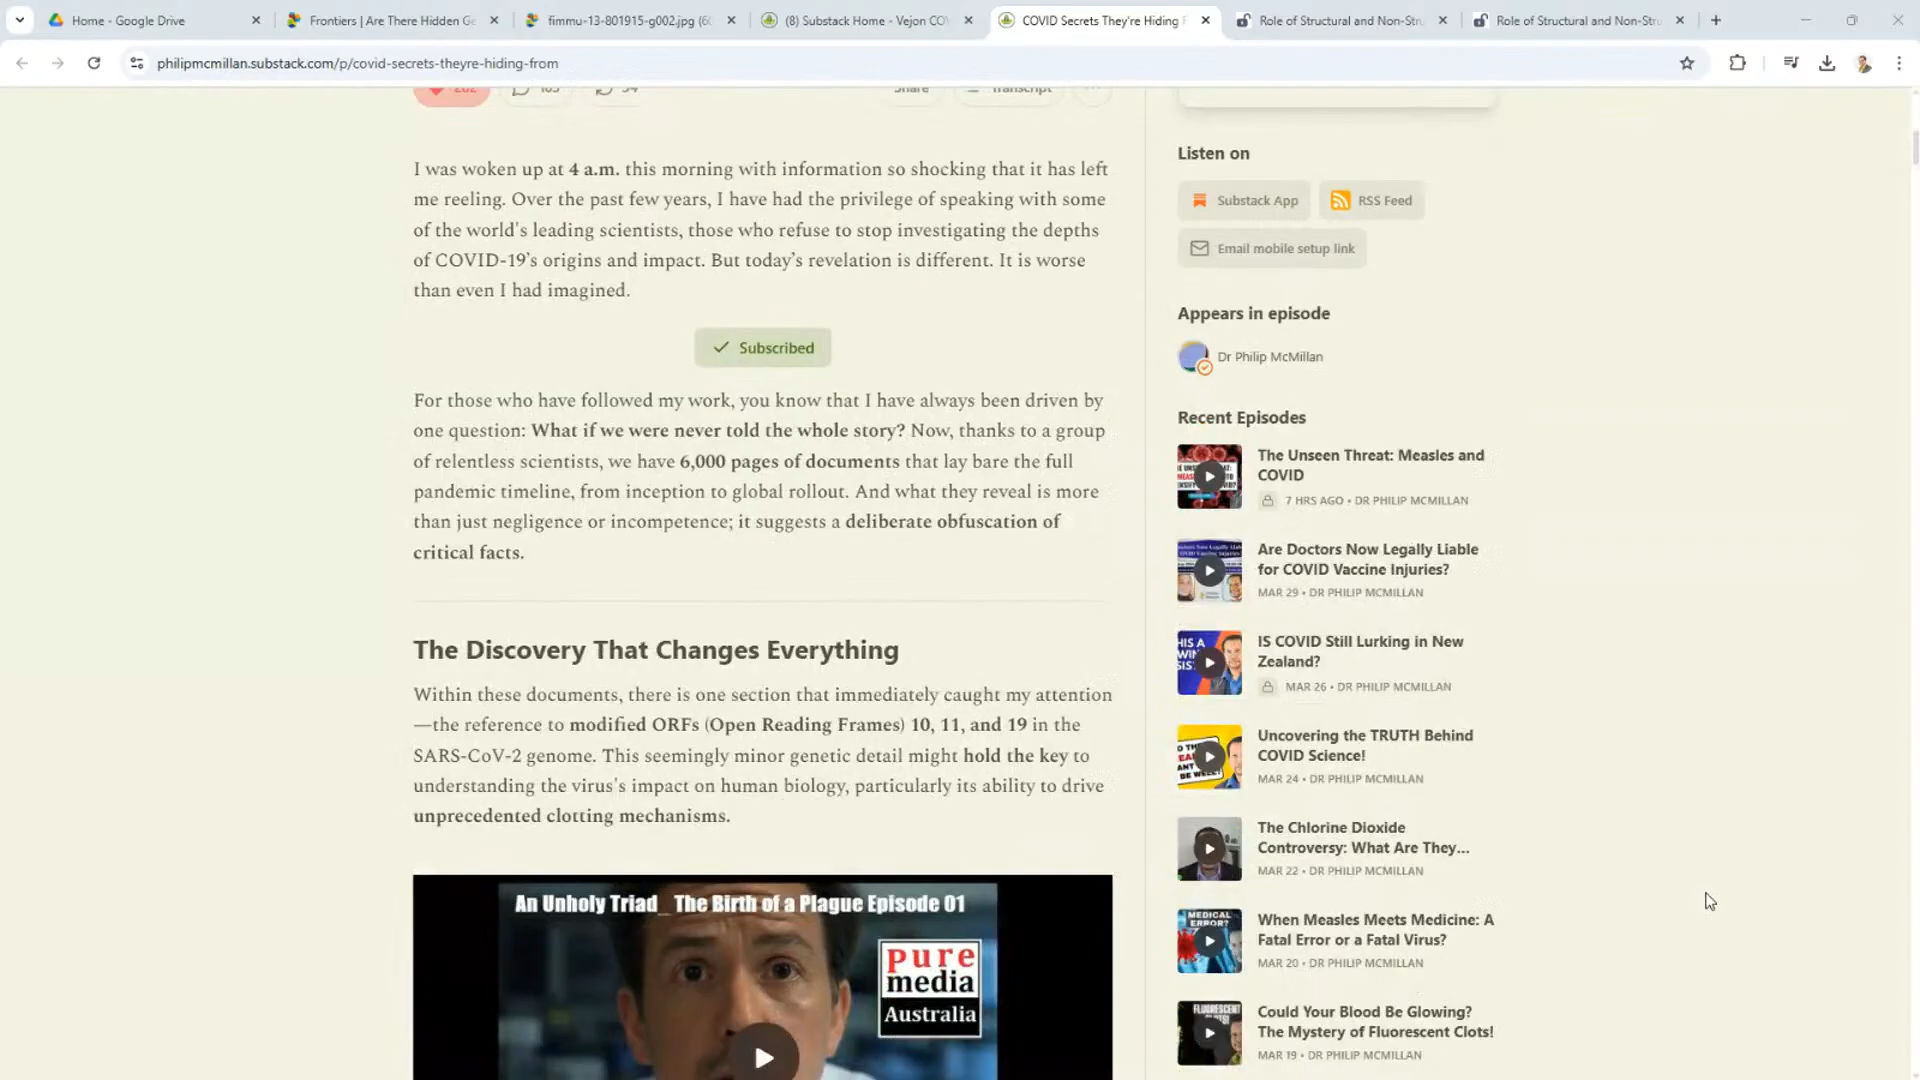 Home - Google Drive
Frontiers | Are There Hidden Ge
fimmu-13-801915-g002.jpg (60
(8) Substack Home - Vejon COV
COVID Secrets They're Hiding F
Role of Structural and Non-Stru
Role of Structural and Non-Stru
philipmcmillan.substack.com/p/covid-secrets-theyre-hiding-from
Share
Transcript
I was woken up at 4 a.m. this morning with information so shocking that it has left
me reeling. Over the past few years, I have had the privilege of speaking with some
of the world's leading scientists, those who refuse to stop investigating the depths
of COVID-19's origins and impact. But today's revelation is different. It is worse
than even I had imagined.
Subscribed
For those who have followed my work, you know that I have always been driven by
one question: What if we were never told the whole story? Now, thanks to a group
of relentless scientists, we have 6,000 pages of documents that lay bare the full
pandemic timeline, from inception to global rollout. And what they reveal is more
than just negligence or incompetence; it suggests a deliberate obfuscation of
critical facts.
The Discovery That Changes Everything
Within these documents, there is one section that immediately caught my attention
—the reference to modified ORFs (Open Reading Frames) 10, 11, and 19 in the
SARS-CoV-2 genome. This seemingly minor genetic detail might hold the key to
understanding the virus's impact on human biology, particularly its ability to drive
unprecedented clotting mechanisms.
An Unholy Triad_ The Birth of a Plague Episode 01
pure
media
Australia
Listen on
Substack App
RSS Feed
Email mobile setup link
Appears in episode
Dr Philip McMillan
Recent Episodes
The Unseen Threat: Measles and
COVID
7 HRS AGO • DR PHILIP MCMILLAN
Are Doctors Now Legally Liable
for COVID Vaccine Injuries?
MAR 29 • DR PHILIP MCMILLAN
IS COVID Still Lurking in New
Zealand?
MAR 26 • DR PHILIP MCMILLAN
Uncovering the TRUTH Behind
COVID Science!
MAR 24 • DR PHILIP MCMILLAN
The Chlorine Dioxide
Controversy: What Are They...
MAR 22 • DR PHILIP MCMILLAN
When Measles Meets Medicine: A
Fatal Error or a Fatal Virus?
MAR 20 • DR PHILIP MCMILLAN
Could Your Blood Be Glowing?
The Mystery of Fluorescent Clots!
MAR 19 • DR PHILIP MCMILLAN